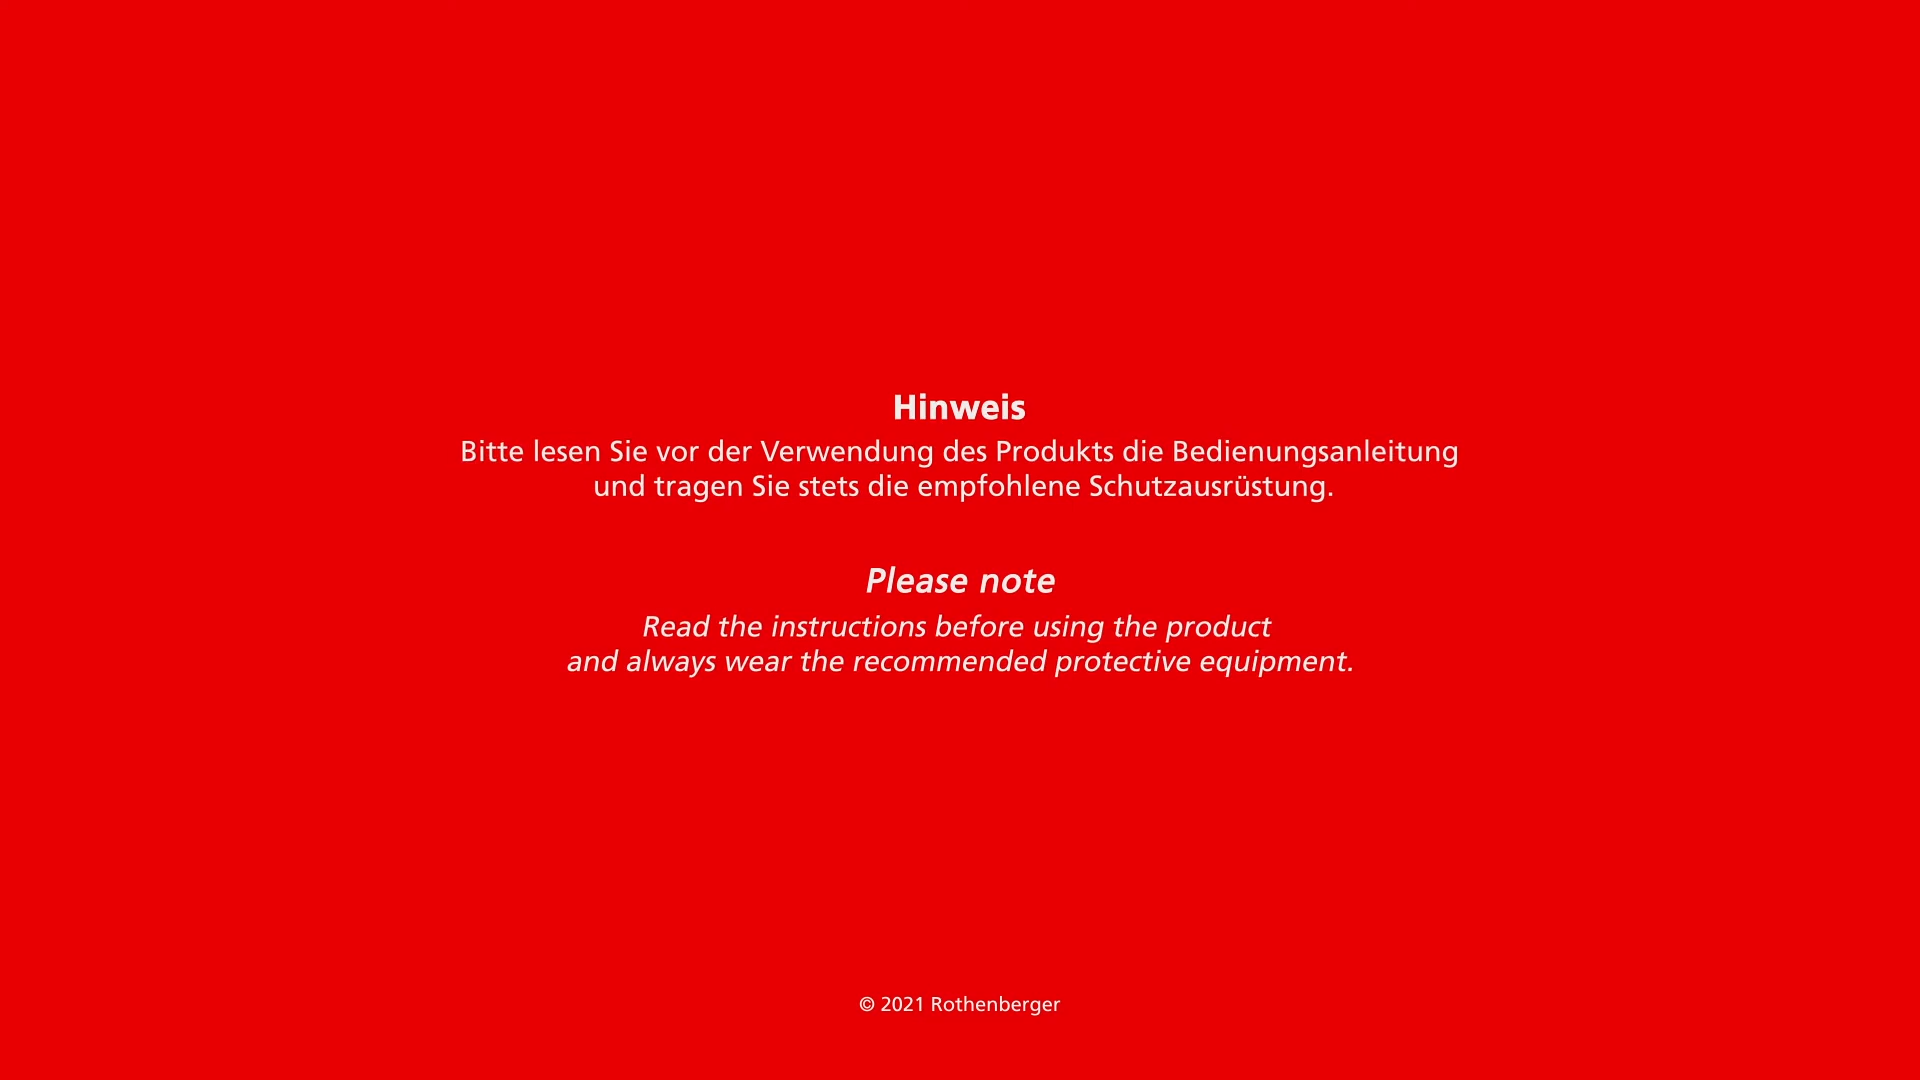 Hinweis
Bitte lesen Sie vor der Verwendung des Produkts die Bedienungsanleitung
und tragen Sie stets die empfohlene Schutzausrüstung.
Please note
Read the instructions before using the product
and always wear the recommended protective equipment.
© 2021 Rothenberger